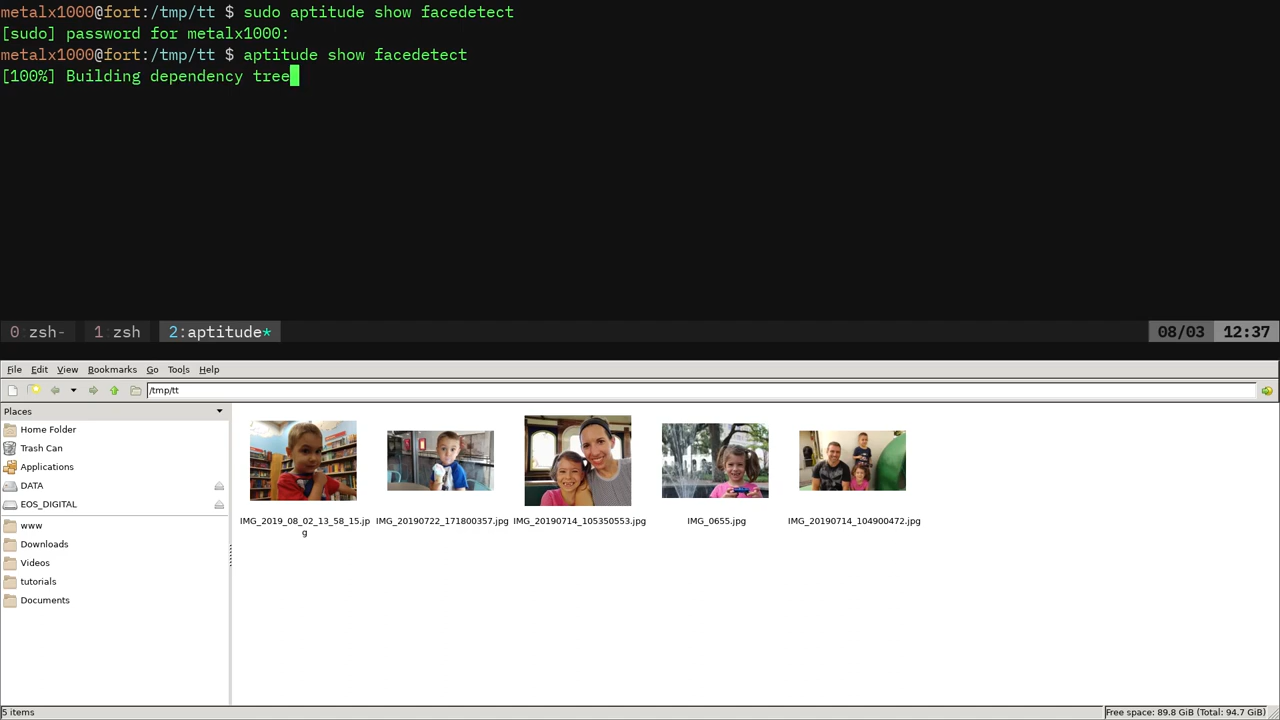 metalx1000@fort:/tmp/tt $ sudo aptitude show facedetect
[sudo] password for metalx1000:
metalx1000@fort:/tmp/tt $ aptitude show facedetect
[100%] Building dependency tree
0 zsh- 1 zsh 2:aptitude* 08/03 12:37
File Edit View Bookmarks Go Tools Help
/tmp/tt
Places
Home Folder
Trash Can
Applications
DATA
EOS_DIGITAL
www
Downloads
Videos
tutorials
Documents
IMG_2019_08_02_13_58_15.jp
g
IMG_20190722_171800357.jpg
IMG_20190714_105350553.jpg
IMG_0655.jpg
IMG_20190714_104900472.jpg
5 items
Free space: 89.8 GiB (Total: 94.7 GiB)